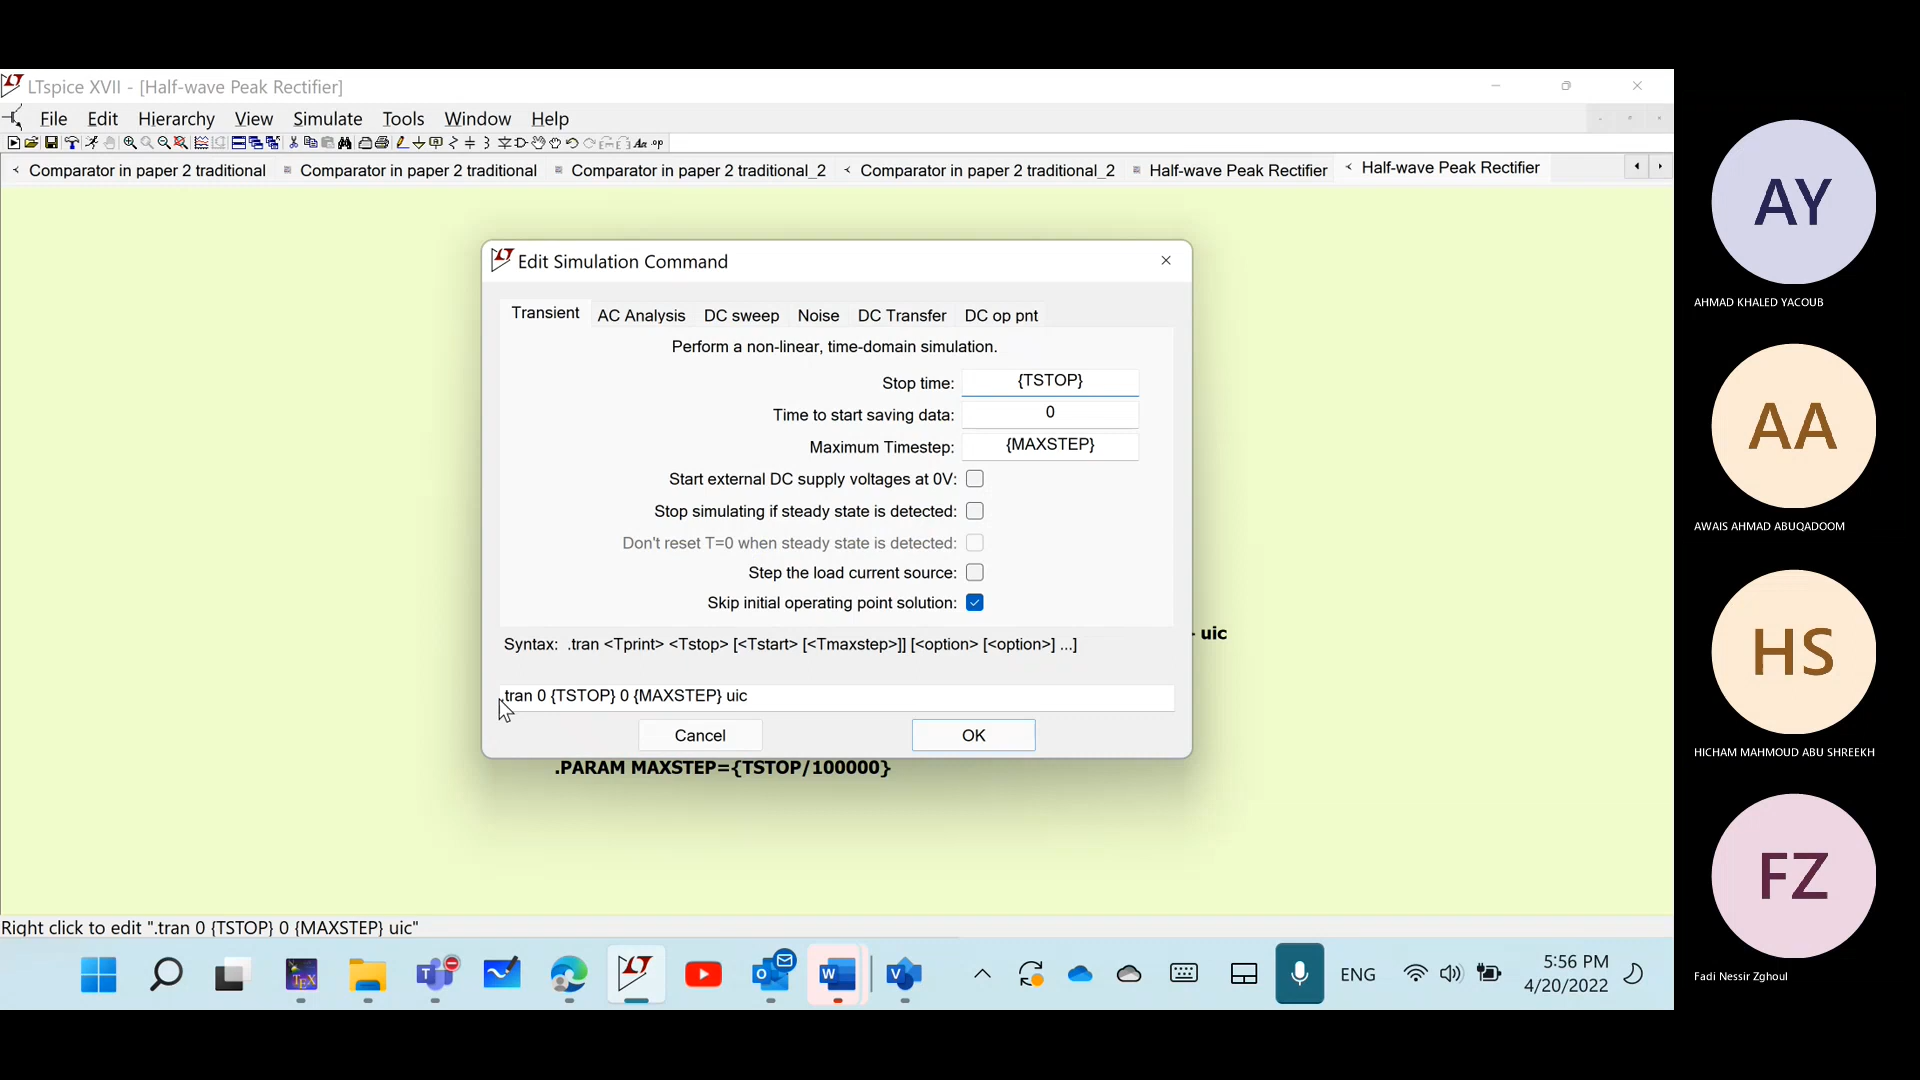 LTspice XVII - [Half-wave Peak Rectifier]
File Edit Hierarchy View Simulate Tools Window Help
Comparator in paper 2 traditional Comparator in paper 2 traditional Comparator in paper 2 traditional_2 Comparator in paper 2 traditional_2 Half-wave Peak Rectifier Half-wave Peak Rectifier
Edit Simulation Command
Transient AC Analysis DC sweep Noise DC Transfer DC op pnt
Perform a non-linear, time-domain simulation.
Stop time: {TSTOP}
Time to start saving data: 0
Maximum Timestep: {MAXSTEP}
Start external DC supply voltages at 0V:
Stop simulating if steady state is detected:
Don't reset T=0 when steady state is detected:
Step the load current source:
Skip initial operating point solution:
uic
Syntax: .tran <Tprint> <Tstop> [<Tstart> [<Tmaxstep>]] [<option> [<option>] ...]
.tran 0 {TSTOP} 0 {MAXSTEP} uic
Cancel OK
.PARAM MAXSTEP={TSTOP/100000}
Right click to edit ".tran 0 {TSTOP} 0 {MAXSTEP} uic"
ENG
5:56 PM
4/20/2022
AY
AHMAD KHALED YACOUB
AA
AWAIS AHMAD ABUQADOOM
HS
HICHAM MAHMOUD ABU SHREEKH
FZ
Fadi Nessir Zghoul